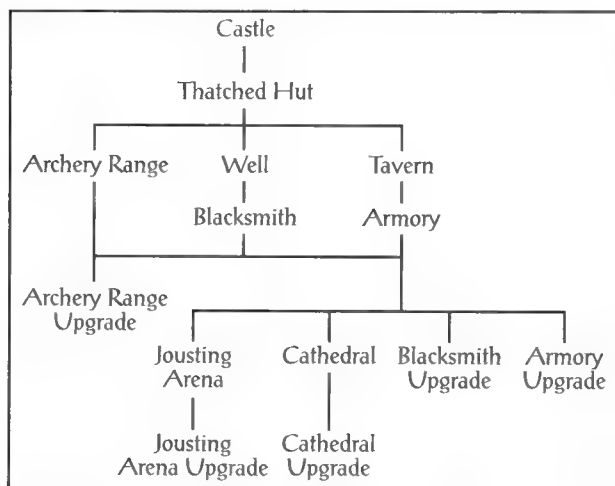 Castle
Thatched Hut
Archery Range Well Tavern
Blacksmith Armory
Archery Range
Upgrade
Jousting
Arena
Cathedral
Blacksmith
Upgrade
Armory
Upgrade
Jousting
Arena Upgrade
Cathedral
Upgrade